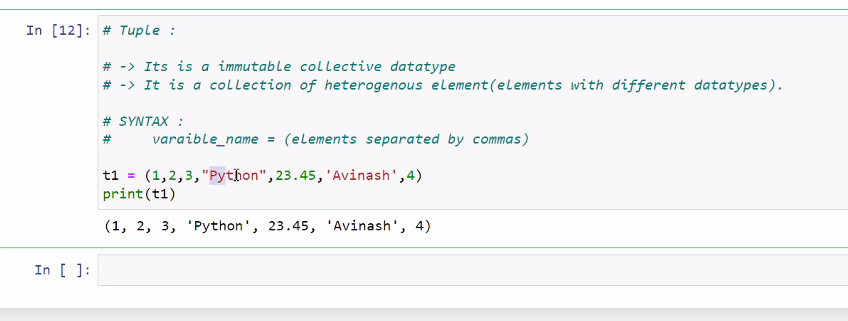 In [12]: # Tuple :
# -> Its is a immutable collective datatype
# -> It is a collection of heterogenous element(elements with different datatypes).
# SYNTAX :
#     varaible_name = (elements separated by commas)
t1 = (1,2,3,"Python",23.45,'Avinash',4)
print(t1)
(1, 2, 3, 'Python', 23.45, 'Avinash', 4)
In [ ]: